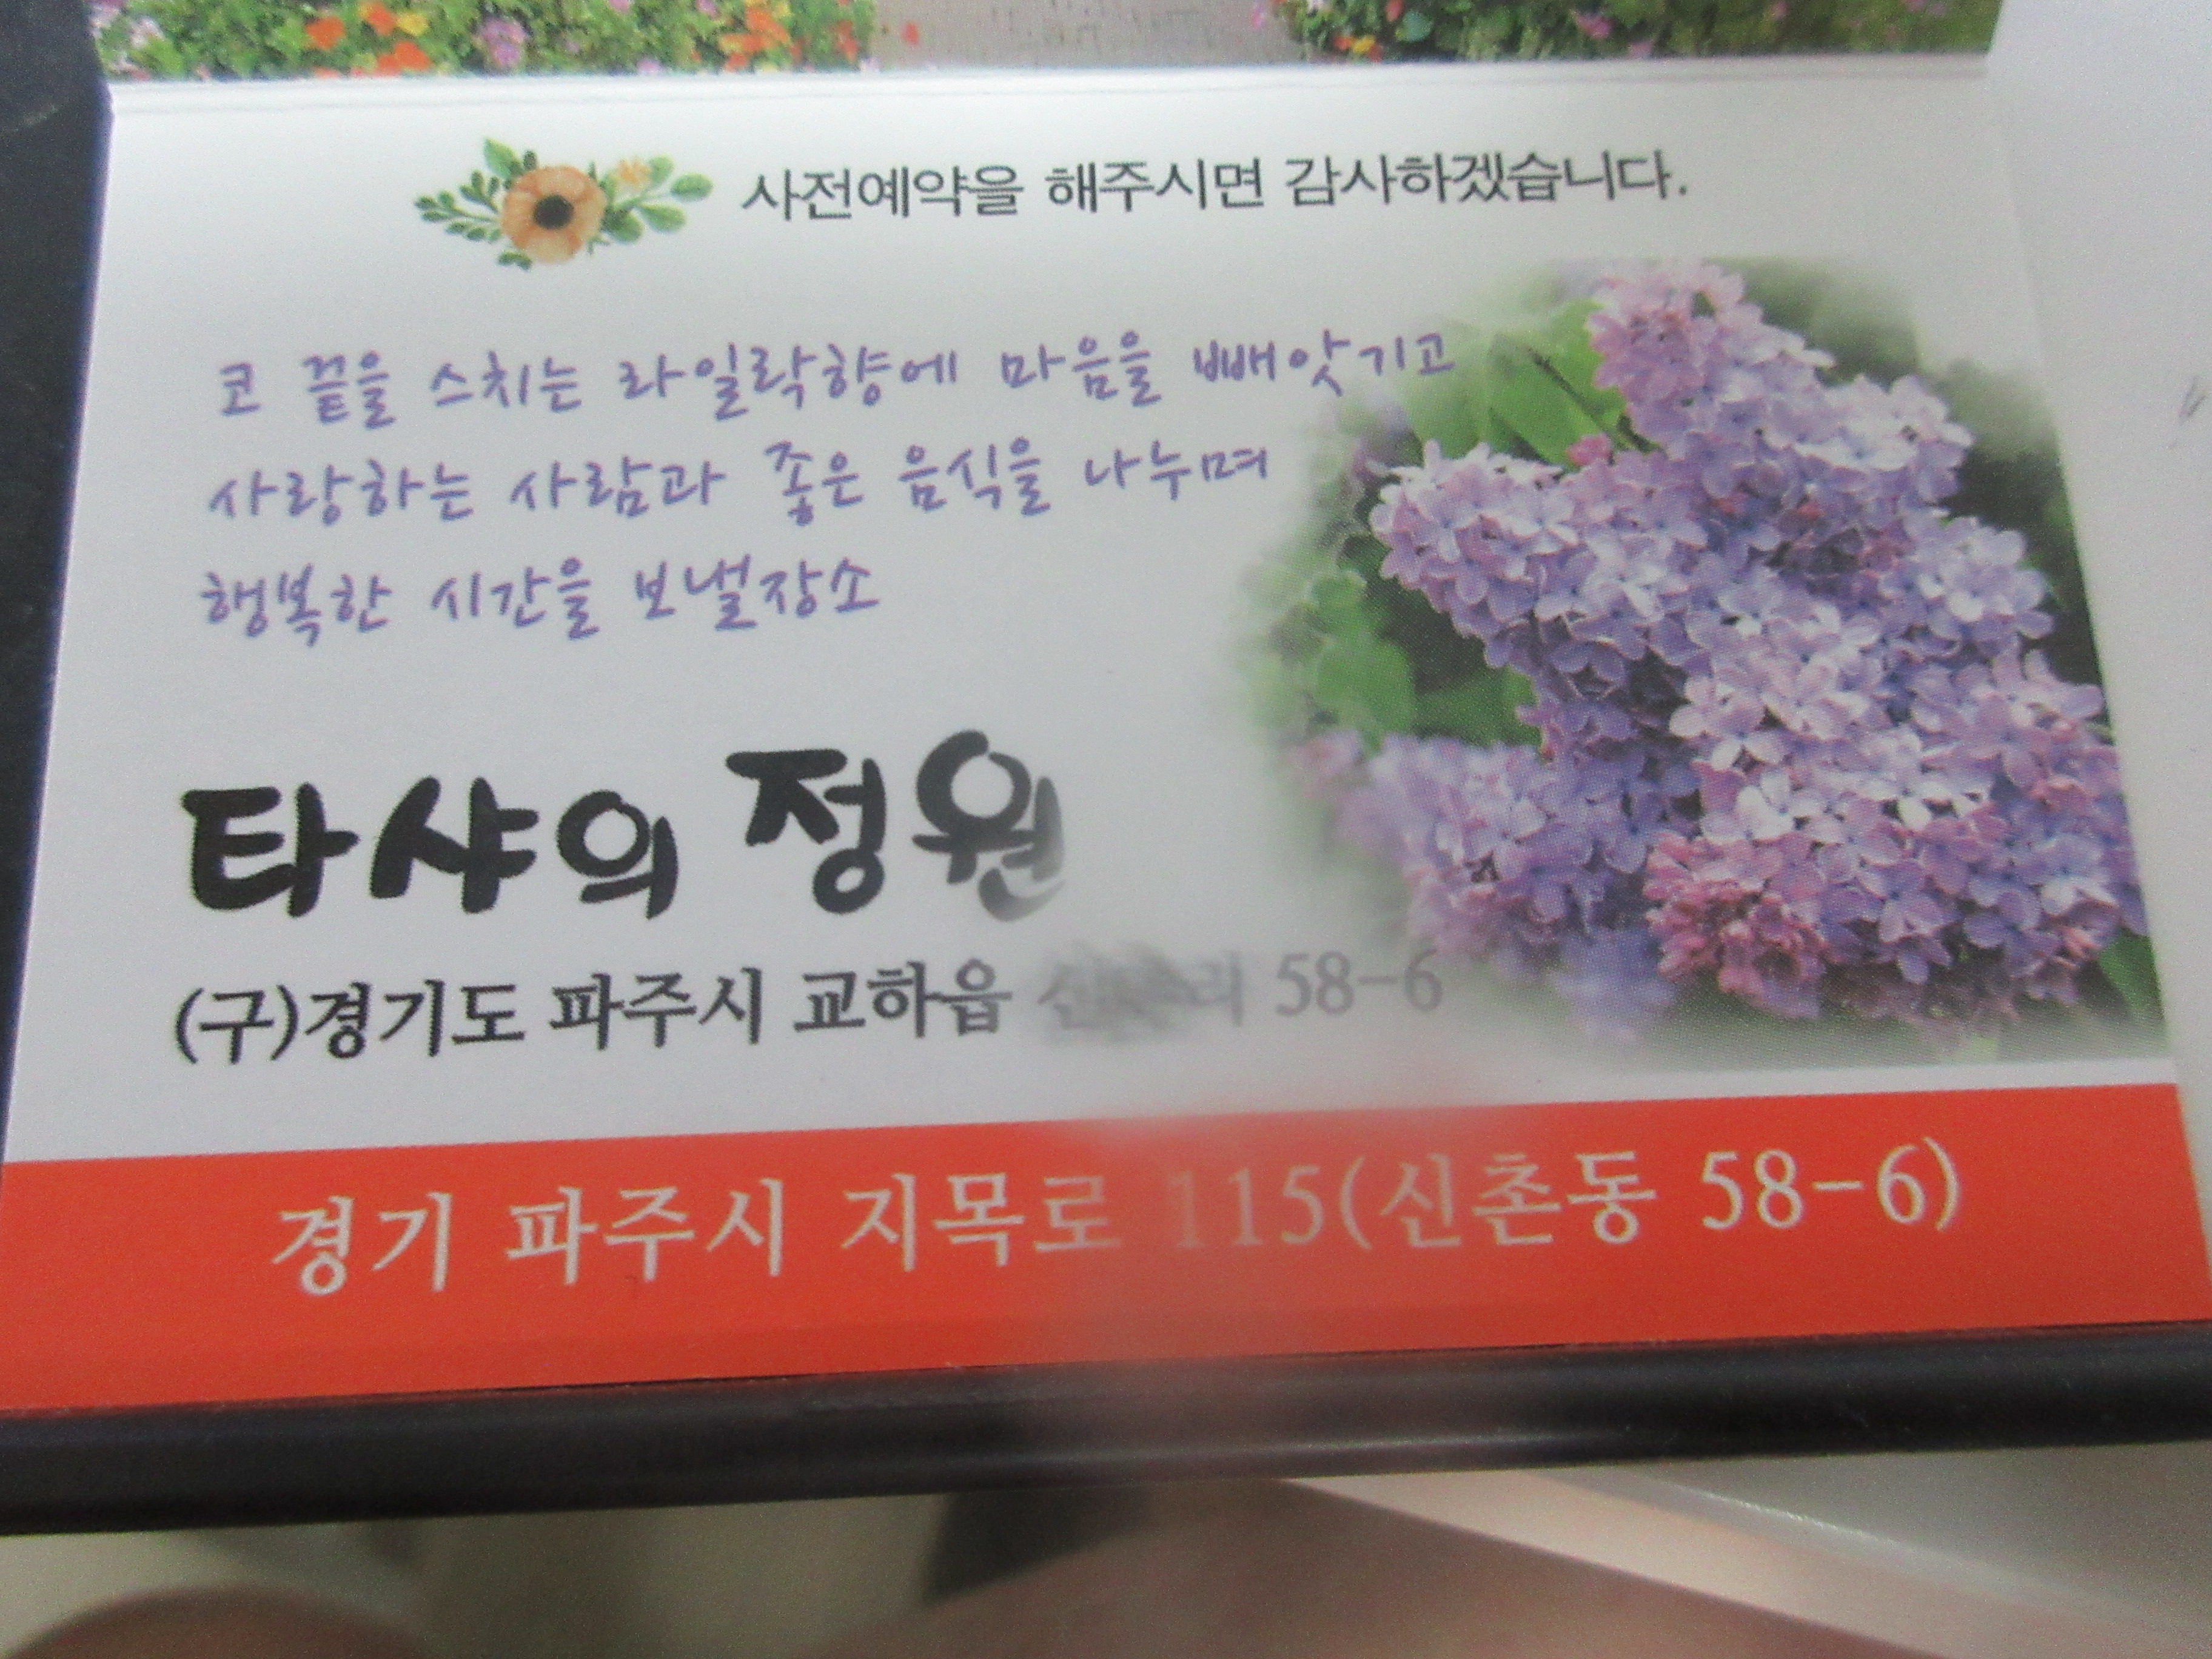 사전예약을 해주시면 감사하겠습니다.
코 끝을 스치는 라일락향에 마음을 빼앗기고
사랑하는 사람과 좋은 음식을 나누며
행복한 시간을 보낼장소
타샤의 정원
(구)경기도 파주시 교하읍 58-6
경기 파주시 지목로 115(신촌동 58-6)